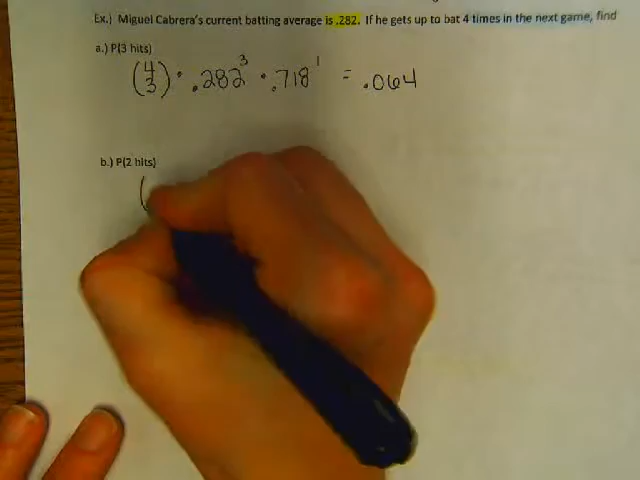 Ex.) Miguel Cabrera's current batting average is .282. If he gets up to bat 4 times in the next game, find
a.) P(3 hits)
(4 3) · .282³ · .718¹ = .064
b.) P(2 hits)
(